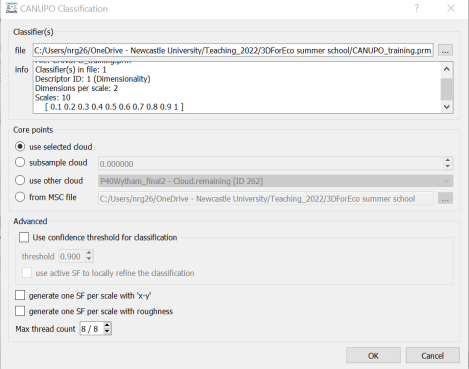 CANUPO Classification
Classifier(s)
file C:/Users/nrg26/OneDrive - Newcastle University/Teaching_2022/3DForEco summer school/CANUPO_training.prm ...
info File: CANUPO_training.prm
Classifier(s) in file: 1
Descriptor ID: 1 (Dimensionality)
Dimensions per scale: 2
Scales: 10
[ 0.1 0.2 0.3 0.4 0.5 0.6 0.7 0.8 0.9 1 ]
Core points
use selected cloud
subsample cloud 0.000000
use other cloud P40Wytham_final2 - Cloud.remaining [ID 262]
from MSC file C:/Users/nrg26/OneDrive - Newcastle University/Teaching_2022/3DForEco summer school ...
Advanced
Use confidence threshold for classification
threshold 0.900
use active SF to locally refine the classification
generate one SF per scale with 'x-y'
generate one SF per scale with roughness
Max thread count 8 / 8
OK Cancel